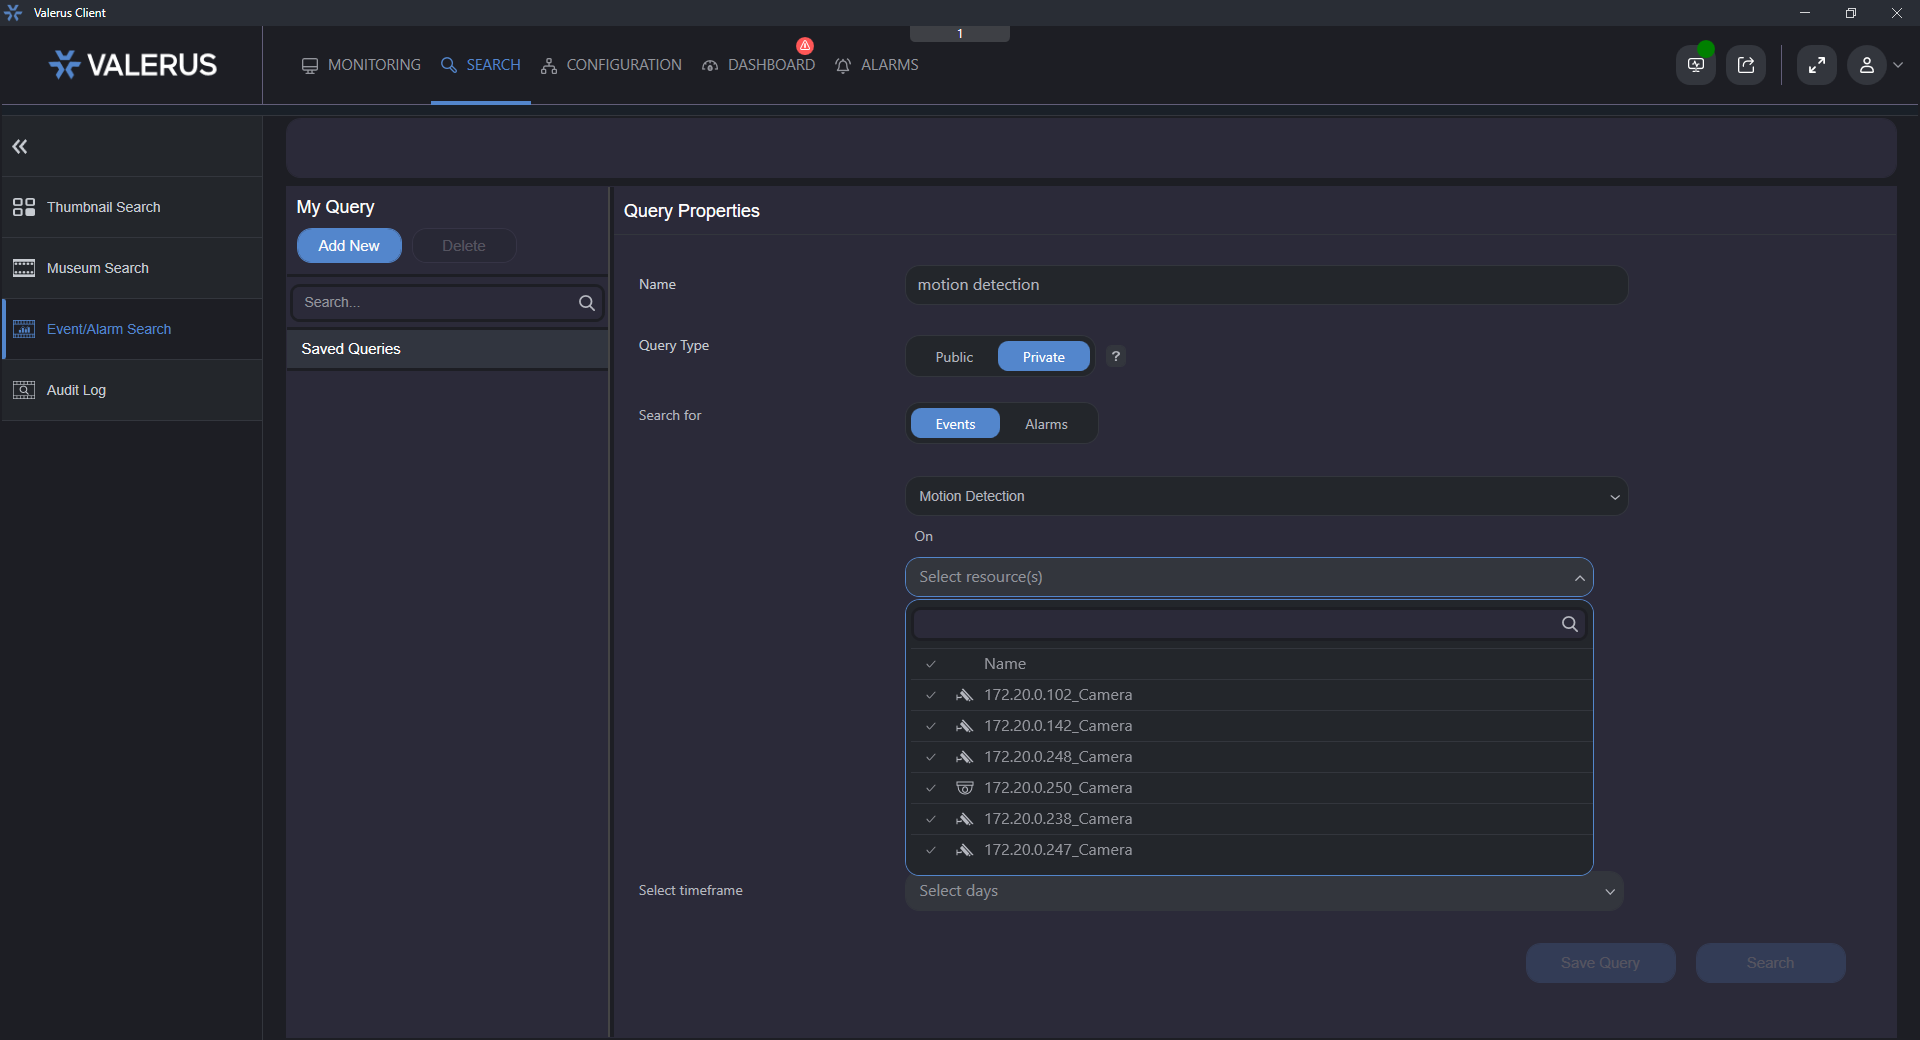 Valerus Client
1
VALERUS
MONITORING
SEARCH
CONFIGURATION
DASHBOARD
ALARMS
Thumbnail Search
Museum Search
Event/Alarm Search
Audit Log
My Query
Add New
Delete
Search...
Saved Queries
Query Properties
Name
motion detection
Query Type
Public
Private
?
Search for
Events
Alarms
Motion Detection
On
Select resource(s)
Name
172.20.0.102_Camera
172.20.0.142_Camera
172.20.0.248_Camera
172.20.0.250_Camera
172.20.0.238_Camera
172.20.0.247_Camera
Select timeframe
Select days
Save Query
Search